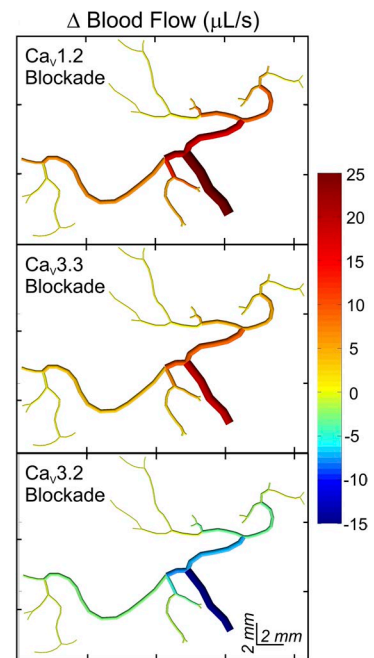 Δ Blood Flow (μL/s)
Caᵥ1.2
Blockade
Caᵥ3.3
Blockade
Caᵥ3.2
Blockade
25
20
15
10
5
0
-5
-10
-15
2 mm
2 mm